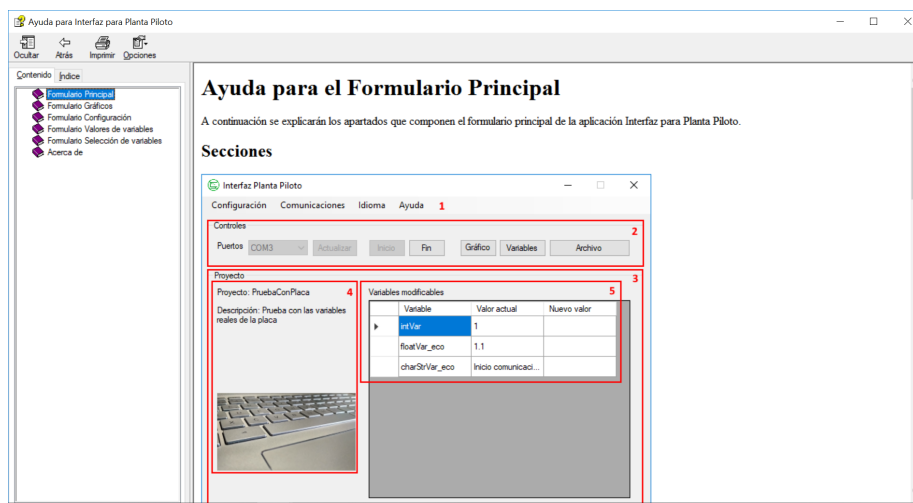 Ayuda para Interfaz para Planta Piloto
Ocultar Atrás Imprimir Opciones
Contenido Índice
Formulario Principal
Formulario Gráficos
Formulario Configuración
Formulario Valores de variables
Formulario Selección de variables
Acerca de
Ayuda para el Formulario Principal
A continuación se explicarán los apartados que componen el formulario principal de la aplicación Interfaz para Planta Piloto.
Secciones
Interfaz Planta Piloto
Configuración Comunicaciones Idioma Ayuda 1
Controles
2
Puertos COM3 Actualizar Inicio Fin Gráfico Variables Archivo
Proyecto 3
Proyecto: PruebaConPlaca 4
Descripción: Prueba con las variables
reales de la placa
Variables modificables 5
Variable Valor actual Nuevo valor
intVar 1
floatVar_eco 1.1
charStrVar_eco Inicio comunicaci...